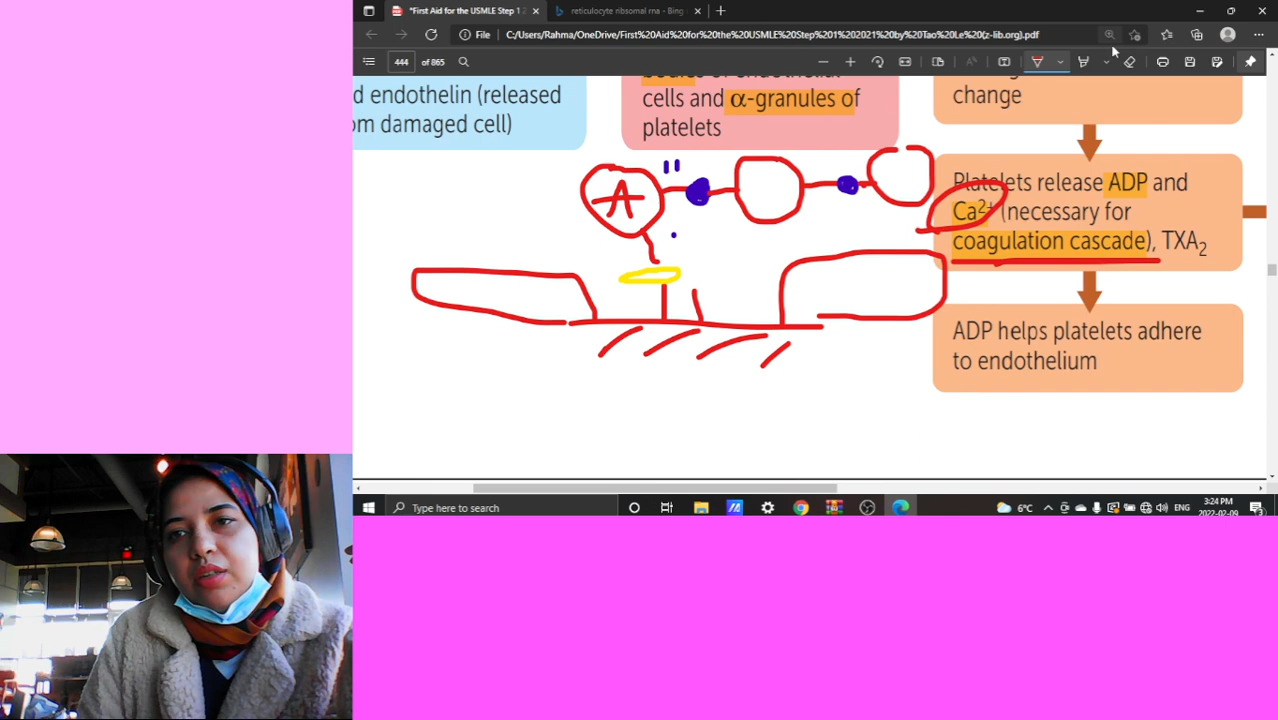 "First Aid for the USMLE Step 1 2
reticulocyte ribsomal rna - Bing
File
C:/Users/Rahma/OneDrive/First%20Aid%20for%20the%20USMLE%20Step%201%202021%20by%20Tao%20Le%20(z-lib.org).pdf
444 of 865
d endothelin (released
om damaged cell)
cells and α-granules of
platelets
change
Platelets release ADP and
Ca2+ (necessary for
coagulation cascade), TXA2
A
ADP helps platelets adhere
to endothelium
Type here to search
6°C
ENG
3:24 PM
2022-02-09